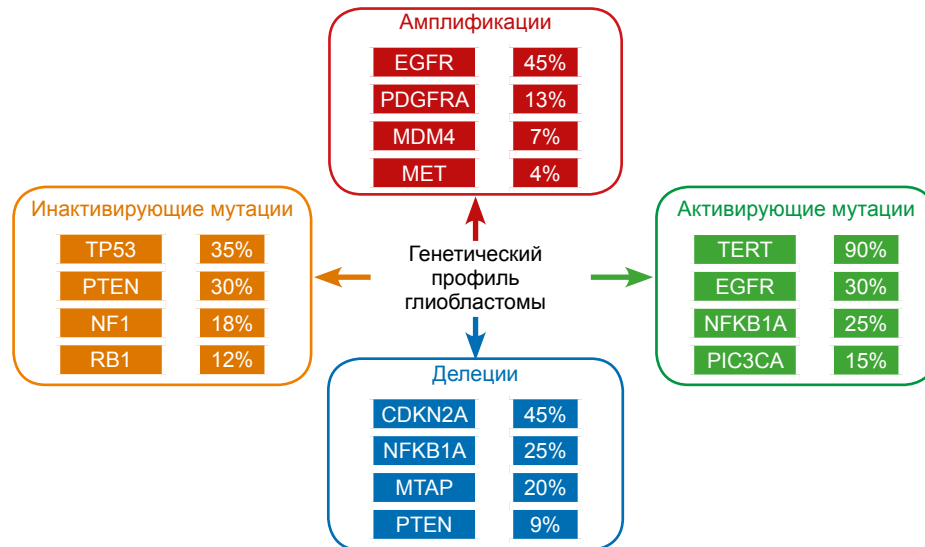 Амплификации
EGFR 45%
PDGFRA 13%
MDM4 7%
MET 4%
Инактивирующие мутации
TP53 35%
PTEN 30%
NF1 18%
RB1 12%
Генетический
профиль
глиобластомы
Активирующие мутации
TERT 90%
EGFR 30%
NFKB1A 25%
PIC3CA 15%
Делеции
CDKN2A 45%
NFKB1A 25%
MTAP 20%
PTEN 9%